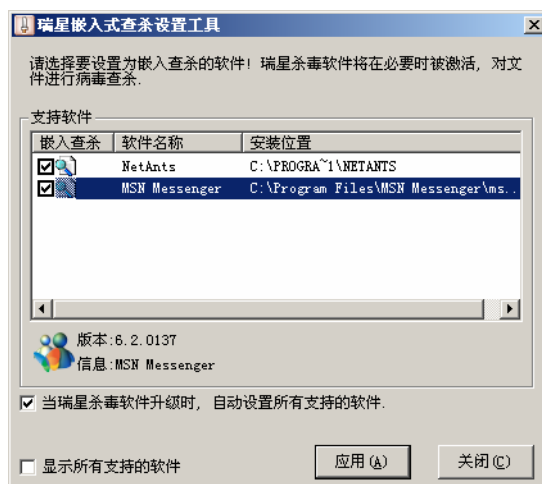 瑞星嵌入式查杀设置工具
请选择要设置为嵌入查杀的软件! 瑞星杀毒软件将在必要时被激活, 对文
件进行病毒查杀.
支持软件
嵌入查杀 软件名称 安装位置
NetAnts C:\PROGRA~1\NETANTS
MSN Messenger C:\Program Files\MSN Messenger\ms..
版本:6.2.0137
信息:MSN Messenger
当瑞星杀毒软件升级时, 自动设置所有支持的软件.
显示所有支持的软件 应用(A) 关闭(C)